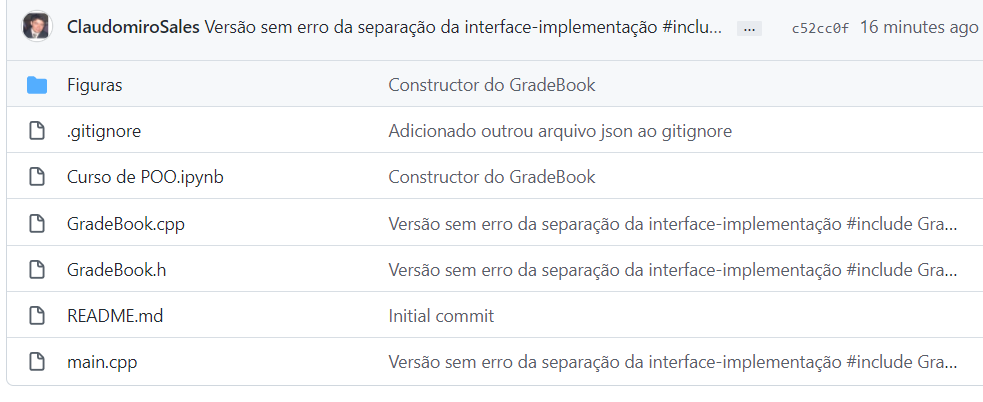 ClaudomiroSales Versão sem erro da separação da interface-implementação #inclu... ... c52cc0f 16 minutes ago
Figuras Constructor do GradeBook
.gitignore Adicionado outrou arquivo json ao gitignore
Curso de POO.ipynb Constructor do GradeBook
GradeBook.cpp Versão sem erro da separação da interface-implementação #include Gra...
GradeBook.h Versão sem erro da separação da interface-implementação #include Gra...
README.md Initial commit
main.cpp Versão sem erro da separação da interface-implementação #include Gra...